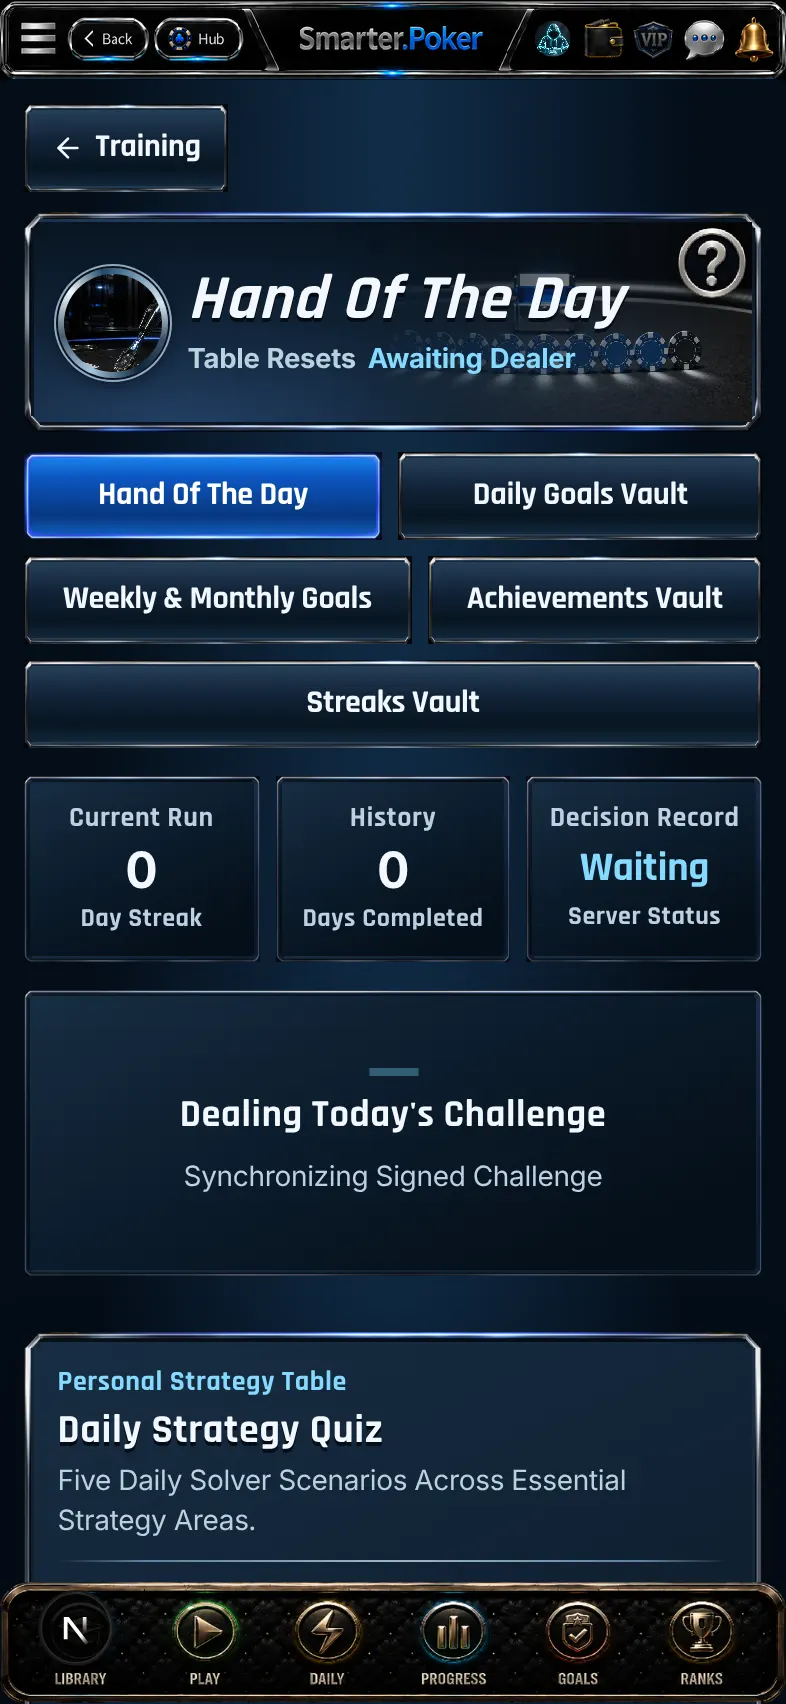 Back
Hub
Smarter.Poker
VIP
← Training
?
Hand Of The Day
Table Resets Awaiting Dealer
Hand Of The Day
Daily Goals Vault
Weekly & Monthly Goals
Achievements Vault
Streaks Vault
Current Run
0
Day Streak
History
0
Days Completed
Decision Record
Waiting
Server Status
Dealing Today's Challenge
Synchronizing Signed Challenge
Personal Strategy Table
Daily Strategy Quiz
Five Daily Solver Scenarios Across Essential
Strategy Areas.
N
LIBRARY
PLAY
DAILY
PROGRESS
GOALS
RANKS